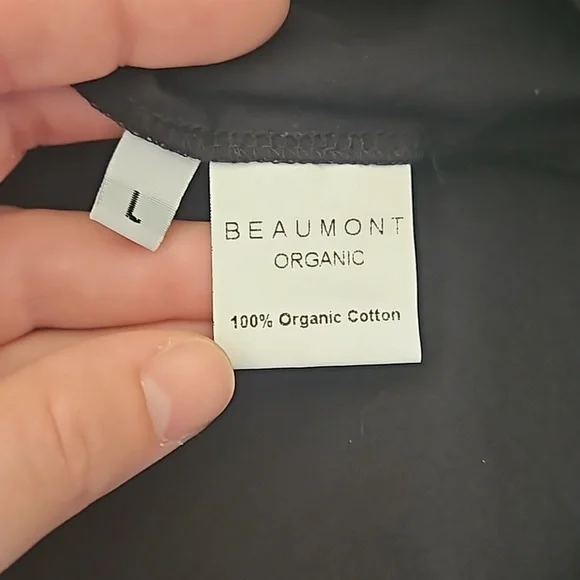 L
BEAUMONT
ORGANIC
100% Organic Cotton